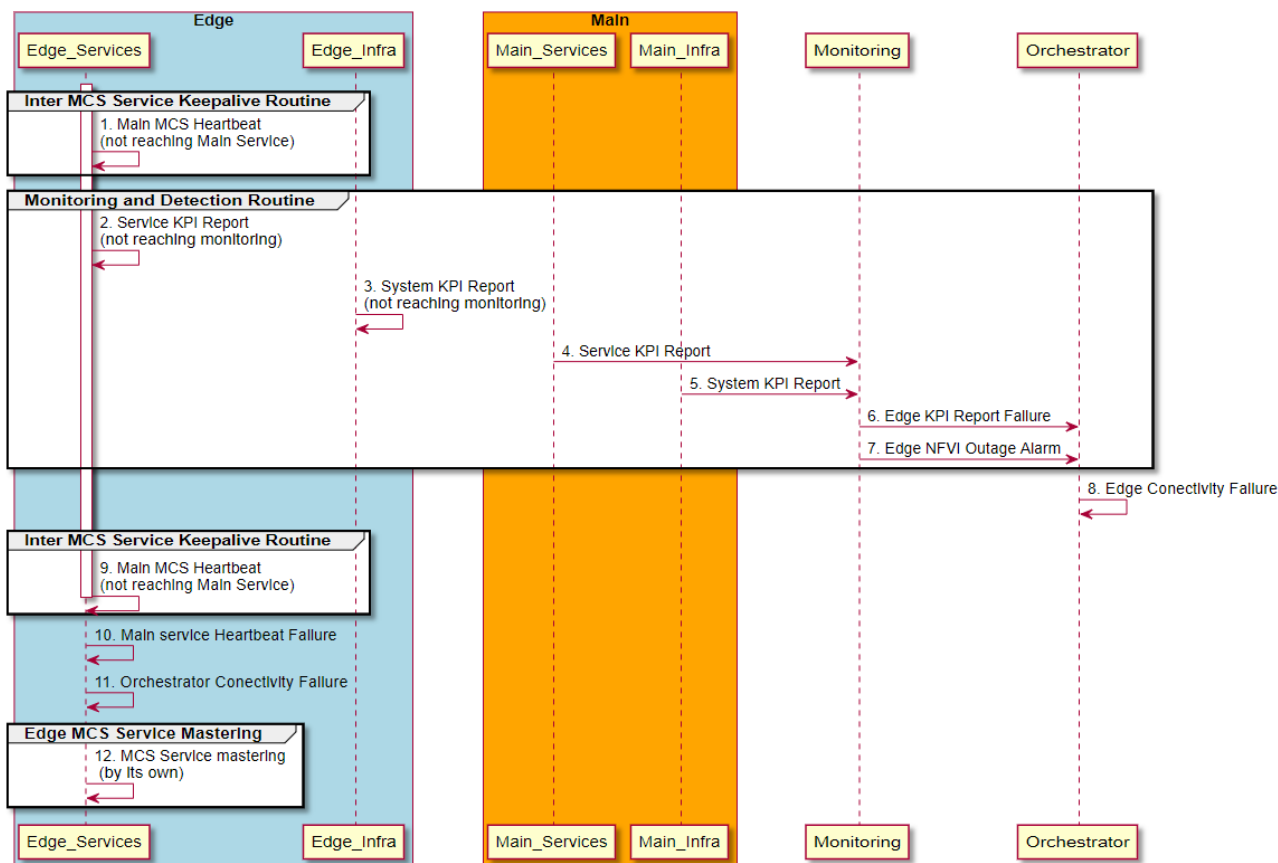 Edge
Main
Edge_Services
Edge_Infra
Main_Services
Main_Infra
Monitoring
Orchestrator
Inter MCS Service Keepalive Routine
1. Main MCS Heartbeat
(not reaching Main Service)
Monitoring and Detection Routine
2. Service KPI Report
(not reaching monitoring)
3. System KPI Report
(not reaching monitoring)
4. Service KPI Report
5. System KPI Report
6. Edge KPI Report Failure
7. Edge NFVI Outage Alarm
8. Edge Conectivity Failure
Inter MCS Service Keepalive Routine
9. Main MCS Heartbeat
(not reaching Main Service)
10. Main service Heartbeat Failure
11. Orchestrator Conectivity Failure
Edge MCS Service Mastering
12. MCS Service mastering
(by its own)
Edge_Services
Edge_Infra
Main_Services
Main_Infra
Monitoring
Orchestrator